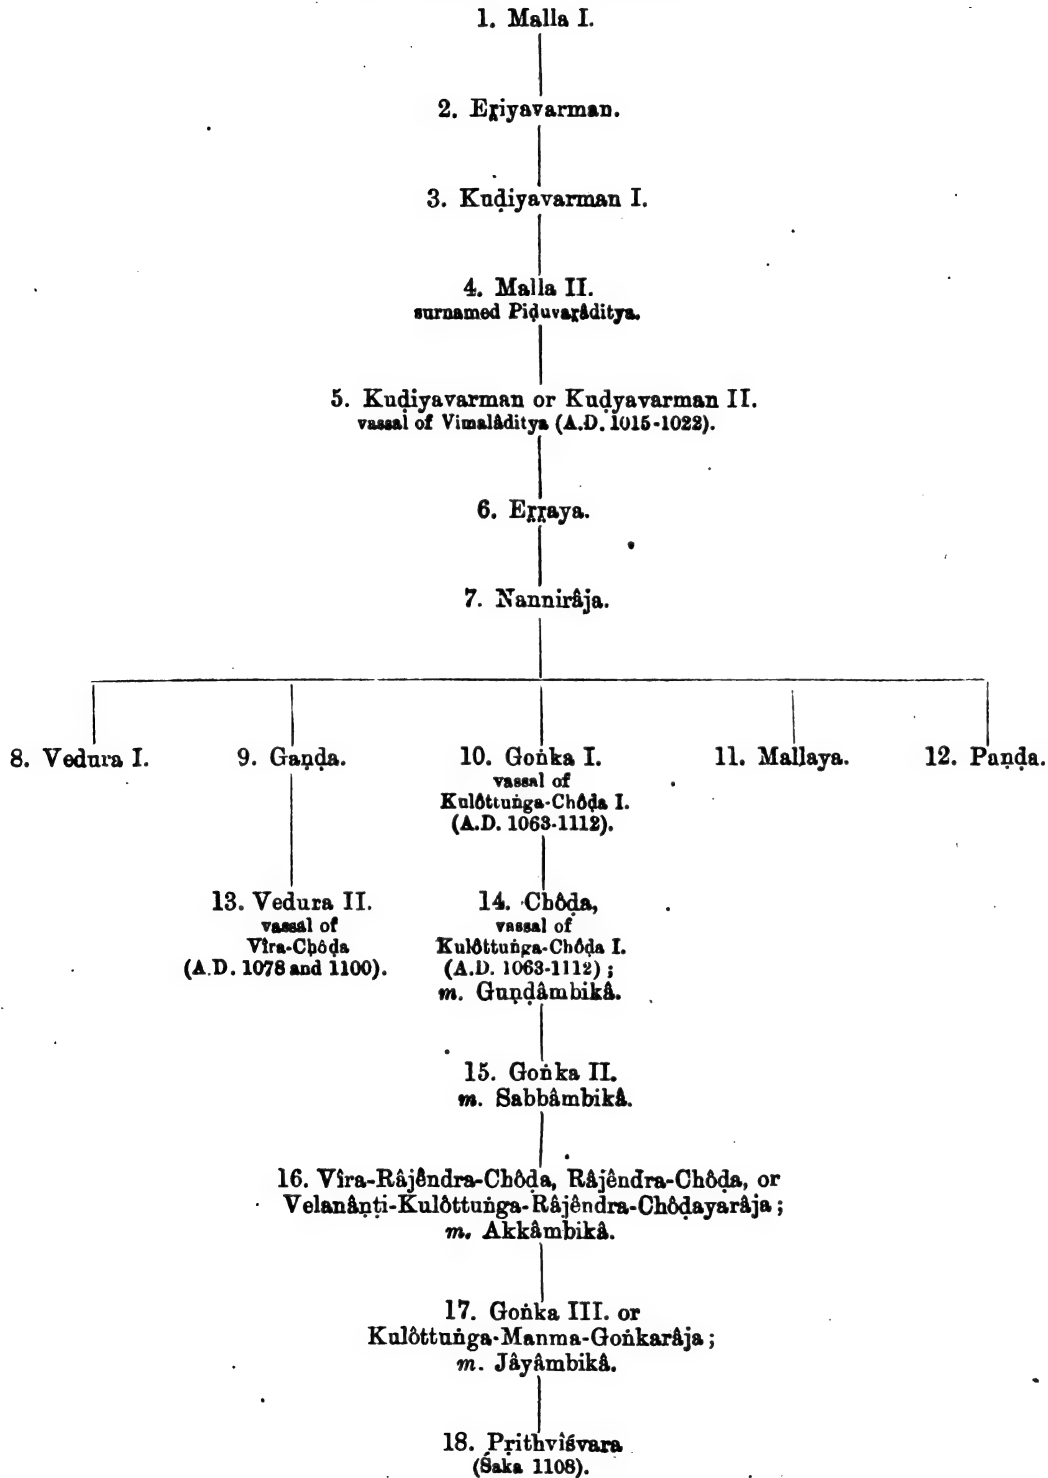 1. Malla I.
2. Eṟiyavarman.
3. Kuḍiyavarman I.
4. Malla II.
surnamed Piḍuvaṟâditya.
5. Kuḍiyavarman or Kuḍyavarman II.
vassal of Vimalâditya (A.D. 1015-1022).
6. Eṟṟaya.
7. Nannirâja.
8. Vedura I.
9. Gaṇḍa.
10. Goṅka I.
vassal of
Kulôttuṅga-Chôḍa I.
(A.D. 1063-1112).
11. Mallaya.
12. Paṇḍa.
13. Vedura II.
vassal of
Vîra-Chôḍa
(A.D. 1078 and 1100).
14. Chôḍa,
vassal of
Kulôttuṅga-Chôḍa I.
(A.D. 1063-1112);
m. Guṇḍâmbikâ.
15. Goṅka II.
m. Sabbâmbikâ.
16. Vîra-Râjêndra-Chôḍa, Râjêndra-Chôḍa, or
Velanâṇṭi-Kulôttuṅga-Râjêndra-Chôḍayarâja;
m. Akkâmbikâ.
17. Goṅka III. or
Kulôttuṅga-Manma-Goṅkarâja;
m. Jâyâmbikâ.
18. Pṛithvîśvara
(Śaka 1108).